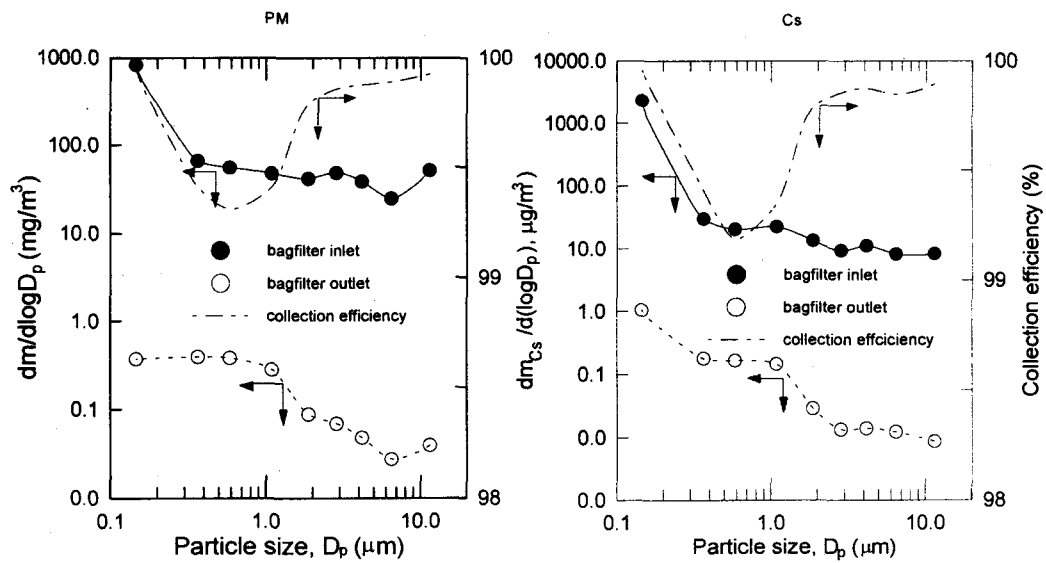 PM
1000.0
100.0
10.0
1.0
0.1
0.0
dm/dlogDp (mg/m3)
100
99
98
bagfilter inlet
bagfilter outlet
collection efficiency
0.1
1.0
10.0
Particle size, Dp (μm)
Cs
10000.0
1000.0
100.0
10.0
1.0
0.1
0.0
0.0
dmCs /d(logDp), μg/m3
100
99
98
Collection efficiency (%)
bagfilter inlet
bagfilter outlet
collection effciciency
0.1
1.0
10.0
Particle size, Dp (μm)